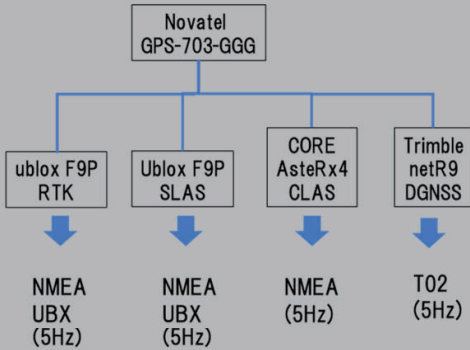 Novatel
GPS-703-GGG
ublox F9P
RTK
Ublox F9P
SLAS
CORE
AsteRx4
CLAS
Trimble
netR9
DGNSS
NMEA
UBX
(5Hz)
NMEA
UBX
(5Hz)
NMEA
(5Hz)
T02
(5Hz)